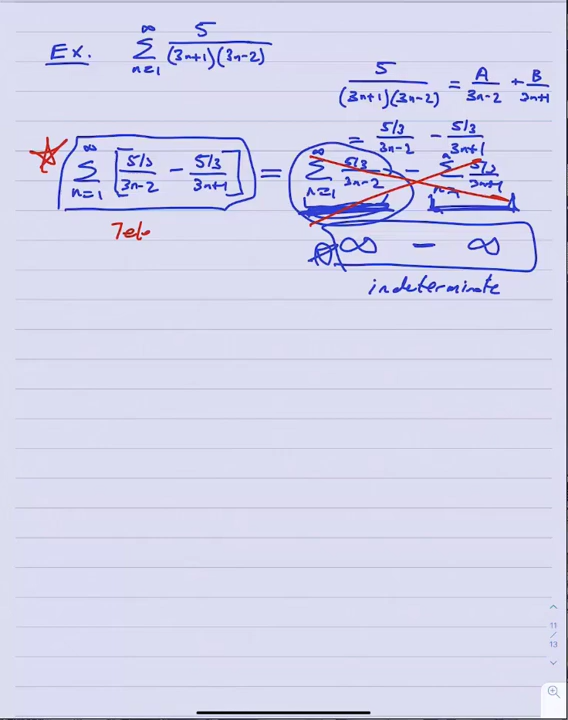 Ex. ∞ Σ n=1 5 / (3n+1)(3n-2)
5 / (3n+1)(3n-2) = A / 3n-2 + B / 3n+1
= 5/3 / 3n-2 - 5/3 / 3n+1
∞ Σ n=1 [ 5/3 / 3n-2 - 5/3 / 3n+1 ] = ∞ Σ n=1 5/3 / 3n-2 - Σ 5/3 / 3n+1
Tele
∞ - ∞
indeterminate
11
/
13